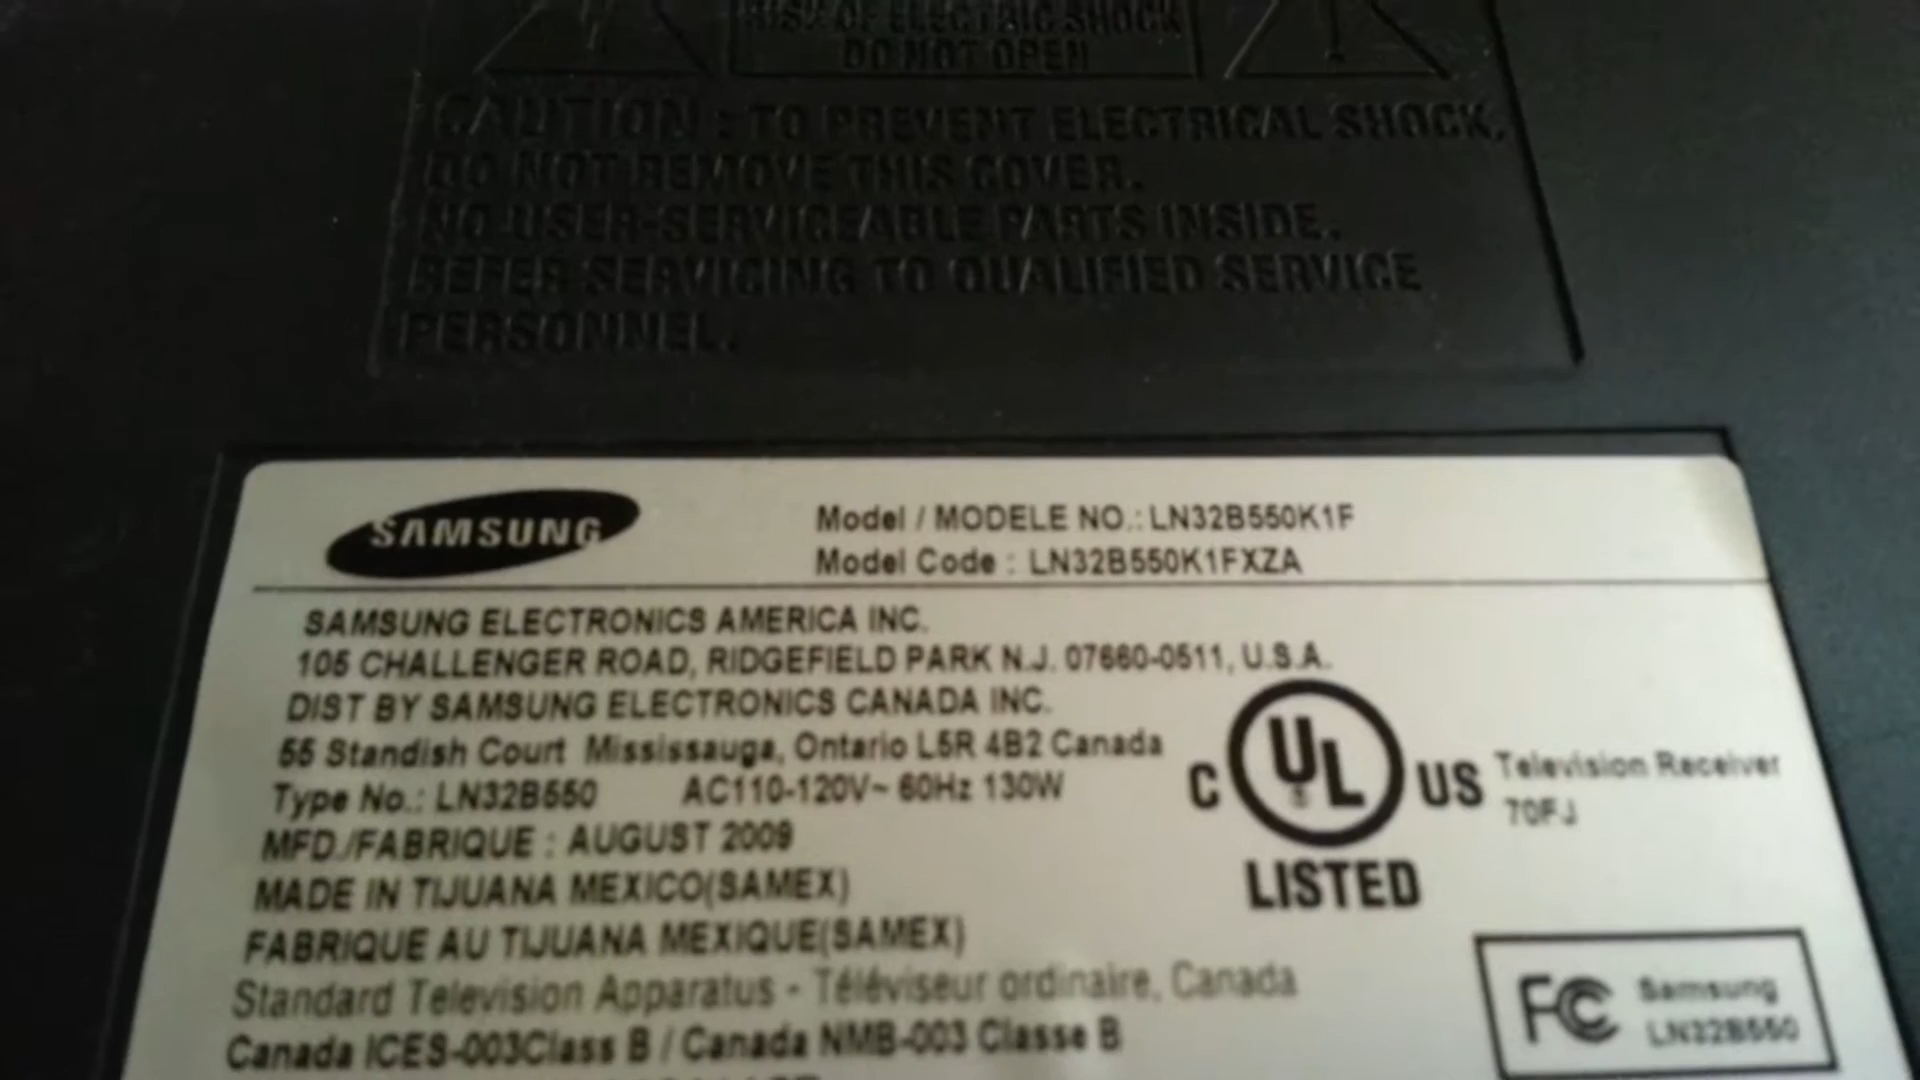 RISK OF ELECTRIC SHOCK
DO NOT OPEN
CAUTION : TO PREVENT ELECTRICAL SHOCK,
DO NOT REMOVE THIS COVER.
NO USER-SERVICEABLE PARTS INSIDE.
REFER SERVICING TO QUALIFIED SERVICE
PERSONNEL.
SAMSUNG
Model / MODELE NO.: LN32B550K1F
Model Code : LN32B550K1FXZA
SAMSUNG ELECTRONICS AMERICA INC.
105 CHALLENGER ROAD, RIDGEFIELD PARK N.J. 07660-0511, U.S.A.
DIST BY SAMSUNG ELECTRONICS CANADA INC.
55 Standish Court Mississauga, Ontario L5R 4B2 Canada
Type No.: LN32B550 AC110-120V~ 60Hz 130W
MFD./FABRIQUE : AUGUST 2009
MADE IN TIJUANA MEXICO(SAMEX)
FABRIQUE AU TIJUANA MEXIQUE(SAMEX)
Standard Television Apparatus - Téléviseur ordinaire, Canada
Canada ICES-003Class B / Canada NMB-003 Classe B
C UL US
®
LISTED
Television Receiver
70FJ
FC
Samsung
LN32B550